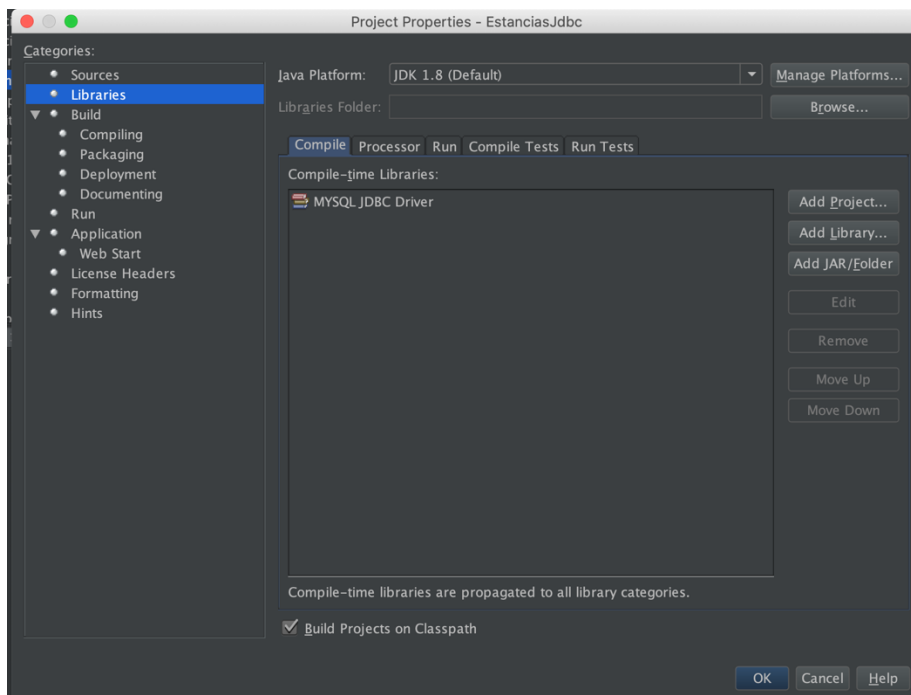 Project Properties - EstanciasJdbc
Categories:
Sources
Libraries
Build
Compiling
Packaging
Deployment
Documenting
Run
Application
Web Start
License Headers
Formatting
Hints
Java Platform: JDK 1.8 (Default) Manage Platforms...
Libraries Folder: Browse...
Compile Processor Run Compile Tests Run Tests
Compile-time Libraries:
MYSQL JDBC Driver
Add Project...
Add Library...
Add JAR/Folder
Edit
Remove
Move Up
Move Down
Compile-time libraries are propagated to all library categories.
Build Projects on Classpath
OK Cancel Help